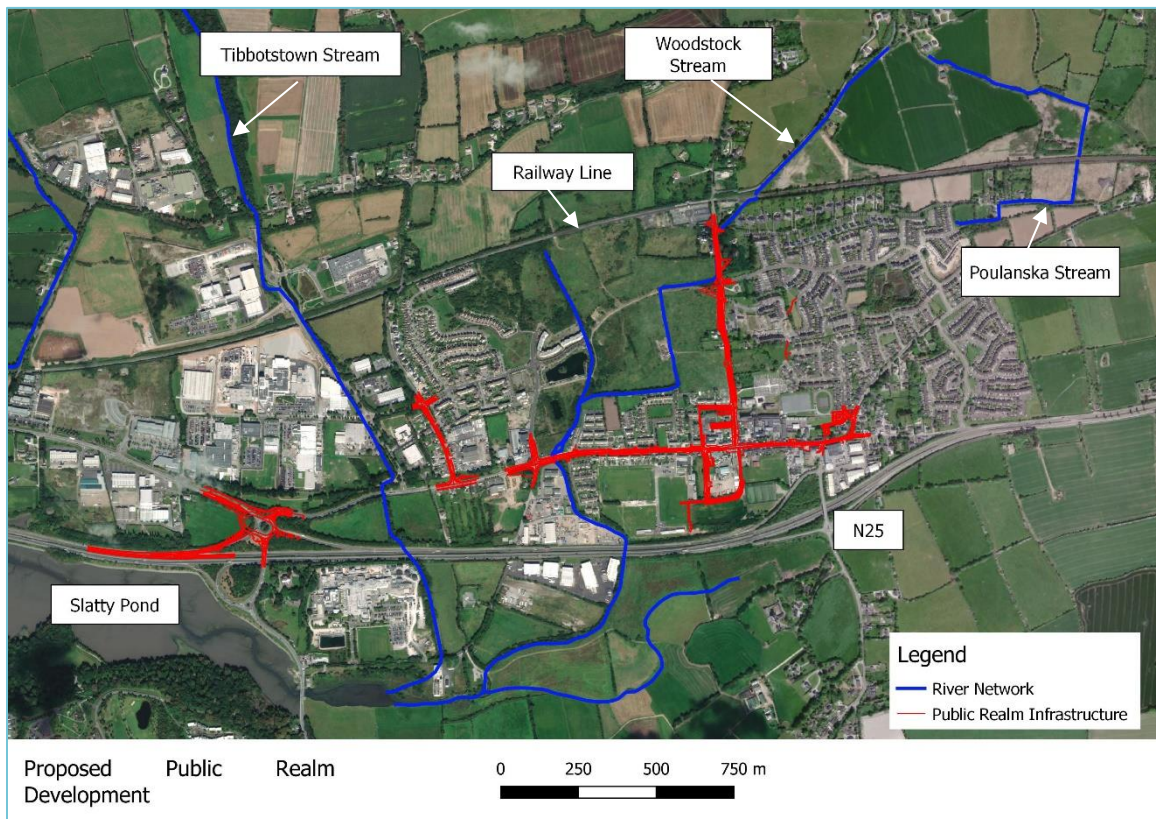 Tibbotstown Stream
Woodstock
Stream
Railway Line
Poulanska Stream
N25
Slatty Pond
Legend
River Network
Public Realm Infrastructure
Proposed Public Realm
Development
0 250 500 750 m